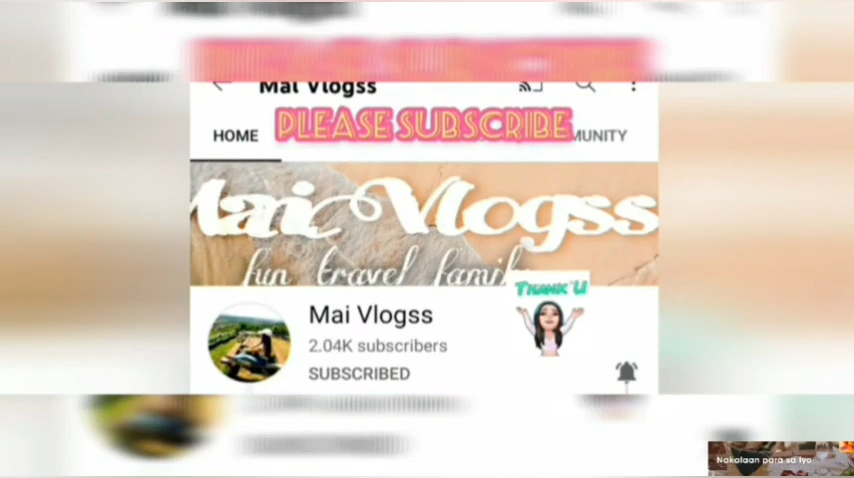 Mai Vlogss
PLEASE SUBSCRIBE
HOME
MUNITY
Mai Vlogss
fun travel famil
THANK U
Mai Vlogss
2.04K subscribers
SUBSCRIBED
Nakalaan para sa Iyo